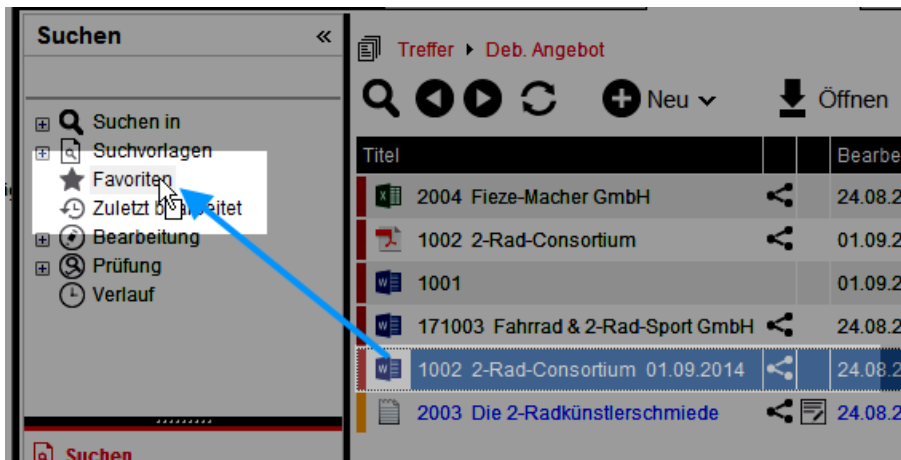 Suchen «
Suchen in
Suchvorlagen
Favoriten
Zuletzt bearbeitet
Bearbeitung
Prüfung
Verlauf
Suchen
Treffer Deb. Angebot
Neu Öffnen
Titel Bearbe
2004 Fieze-Macher GmbH 24.08.2
1002 2-Rad-Consortium 01.09.2
1001 01.09.2
171003 Fahrrad & 2-Rad-Sport GmbH 24.08.2
1002 2-Rad-Consortium 01.09.2014 24.08.2
2003 Die 2-Radkünstlerschmiede 24.08.2